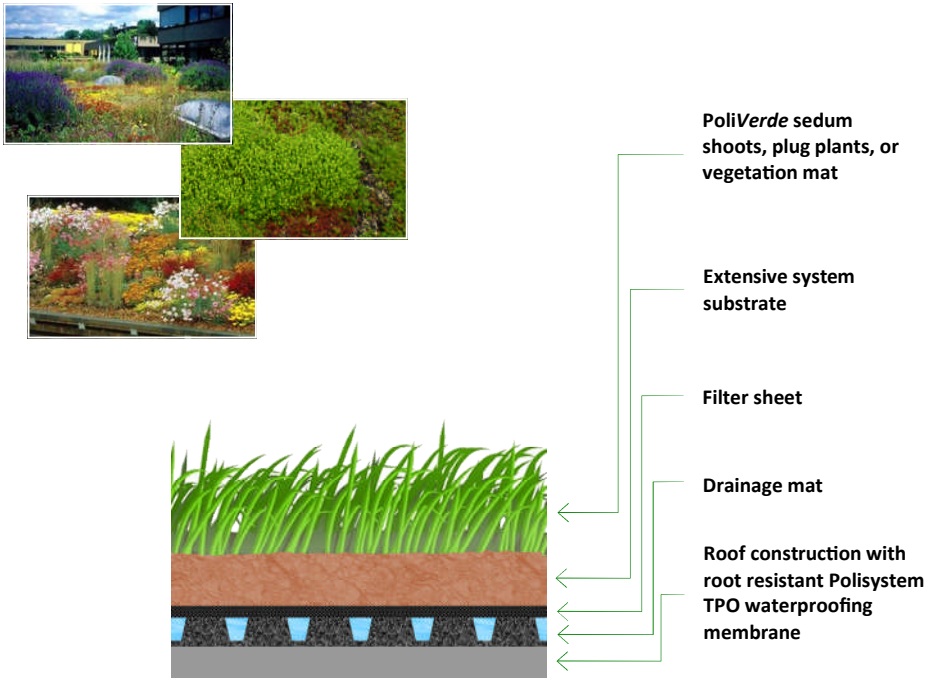 PoliVerde sedum
shoots, plug plants, or
vegetation mat
Extensive system
substrate
Filter sheet
Drainage mat
Roof construction with
root resistant Polisystem
TPO waterproofing
membrane